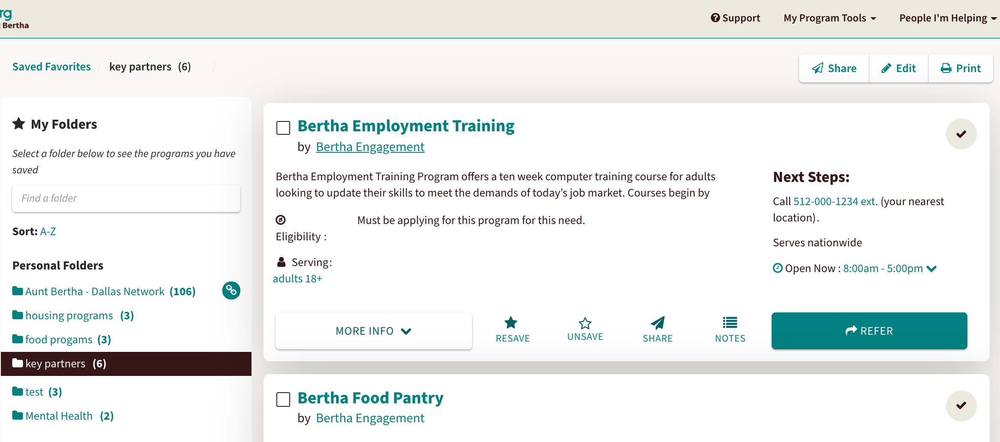 rg
Bertha
Support
My Program Tools
People I'm Helping
Saved Favorites / key partners (6) /
Share
Edit
Print
My Folders
Select a folder below to see the programs you have
saved
Find a folder
Sort: A-Z
Personal Folders
Aunt Bertha - Dallas Network (106)
housing programs (3)
food progams (3)
key partners (6)
test (3)
Mental Health (2)
Bertha Employment Training
by Bertha Engagement
Bertha Employment Training Program offers a ten week computer training course for adults
looking to update their skills to meet the demands of today’s job market. Courses begin by
Eligibility :
Must be applying for this program for this need.
Serving:
adults 18+
Next Steps:
Call 512-000-1234 ext. (your nearest
location).
Serves nationwide
Open Now : 8:00am - 5:00pm
MORE INFO
RESAVE
UNSAVE
SHARE
NOTES
REFER
Bertha Food Pantry
by Bertha Engagement